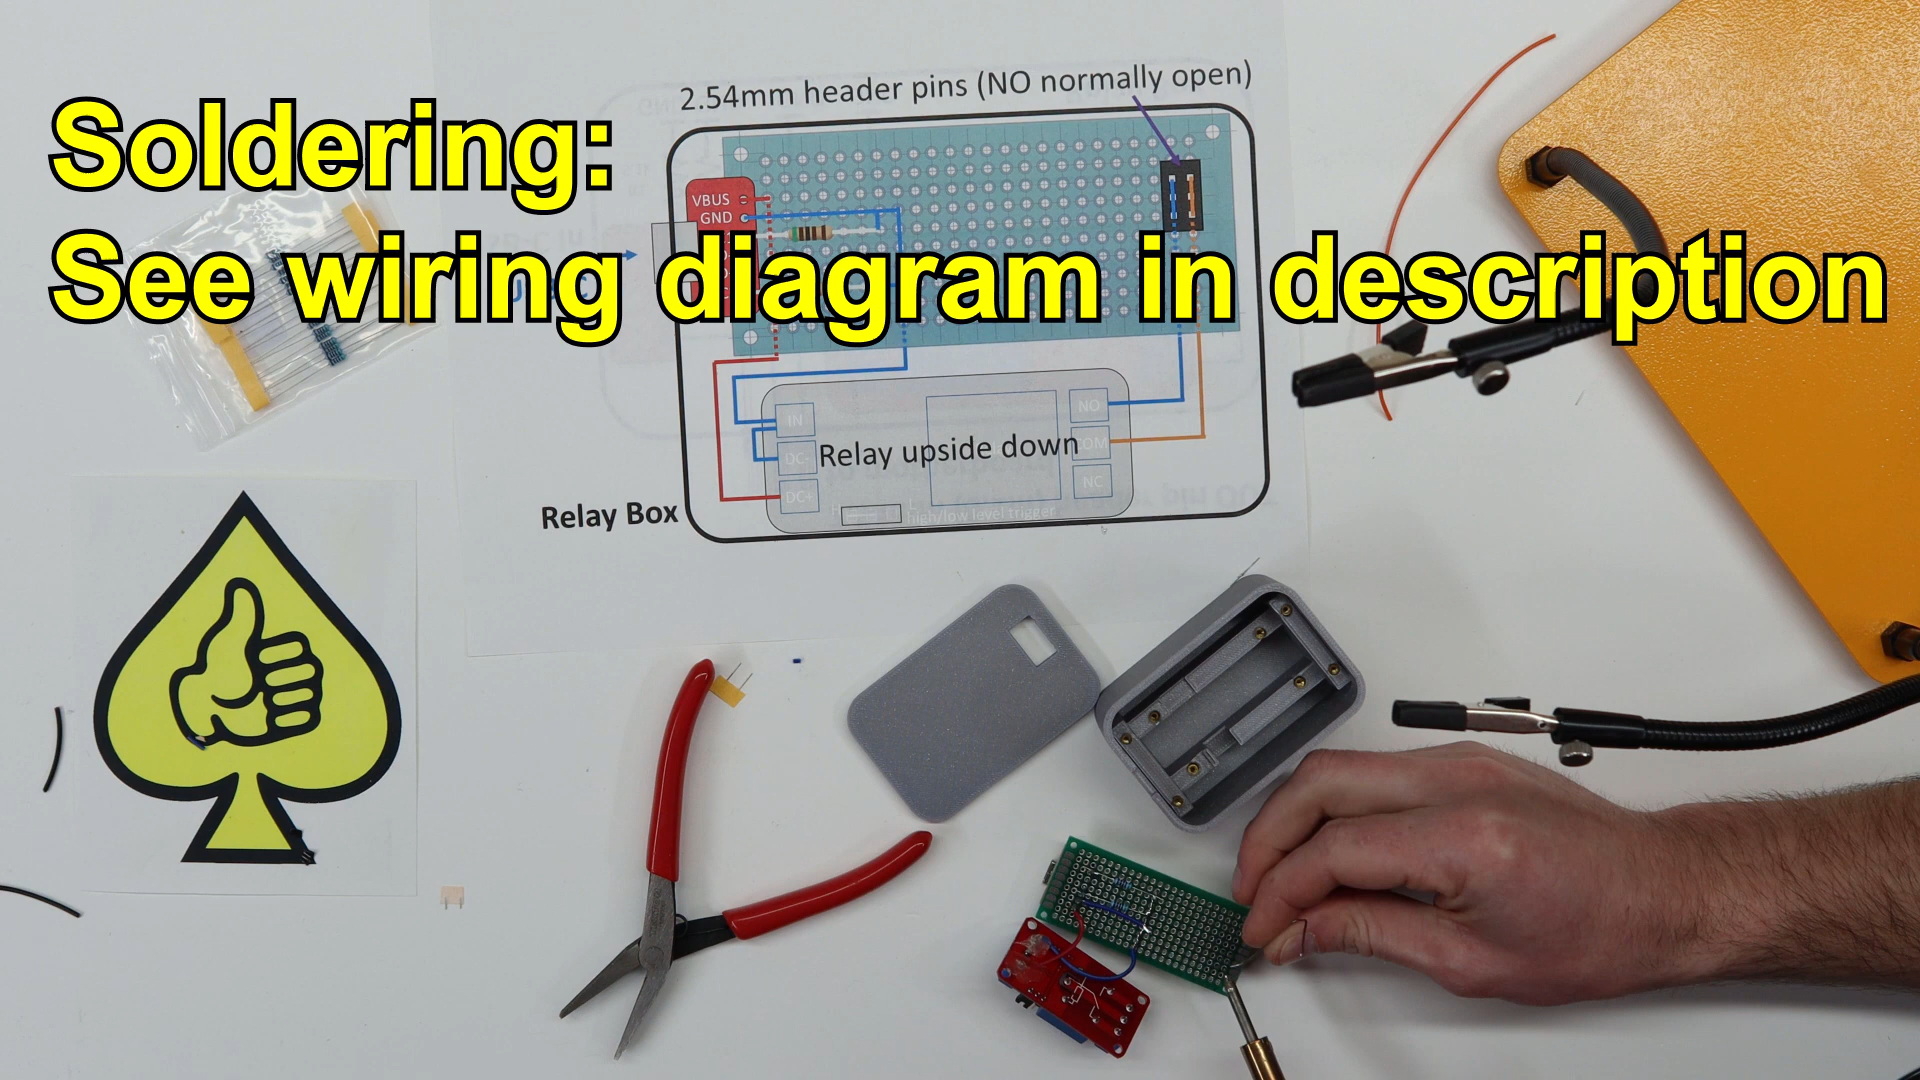 2.54mm header pins (NO normally open)
Soldering:
VBUS
GND
See wiring diagram in description
NO
IN
Relay upside down
COM
DC-
NC
DC+
Relay Box
high/low level trigger